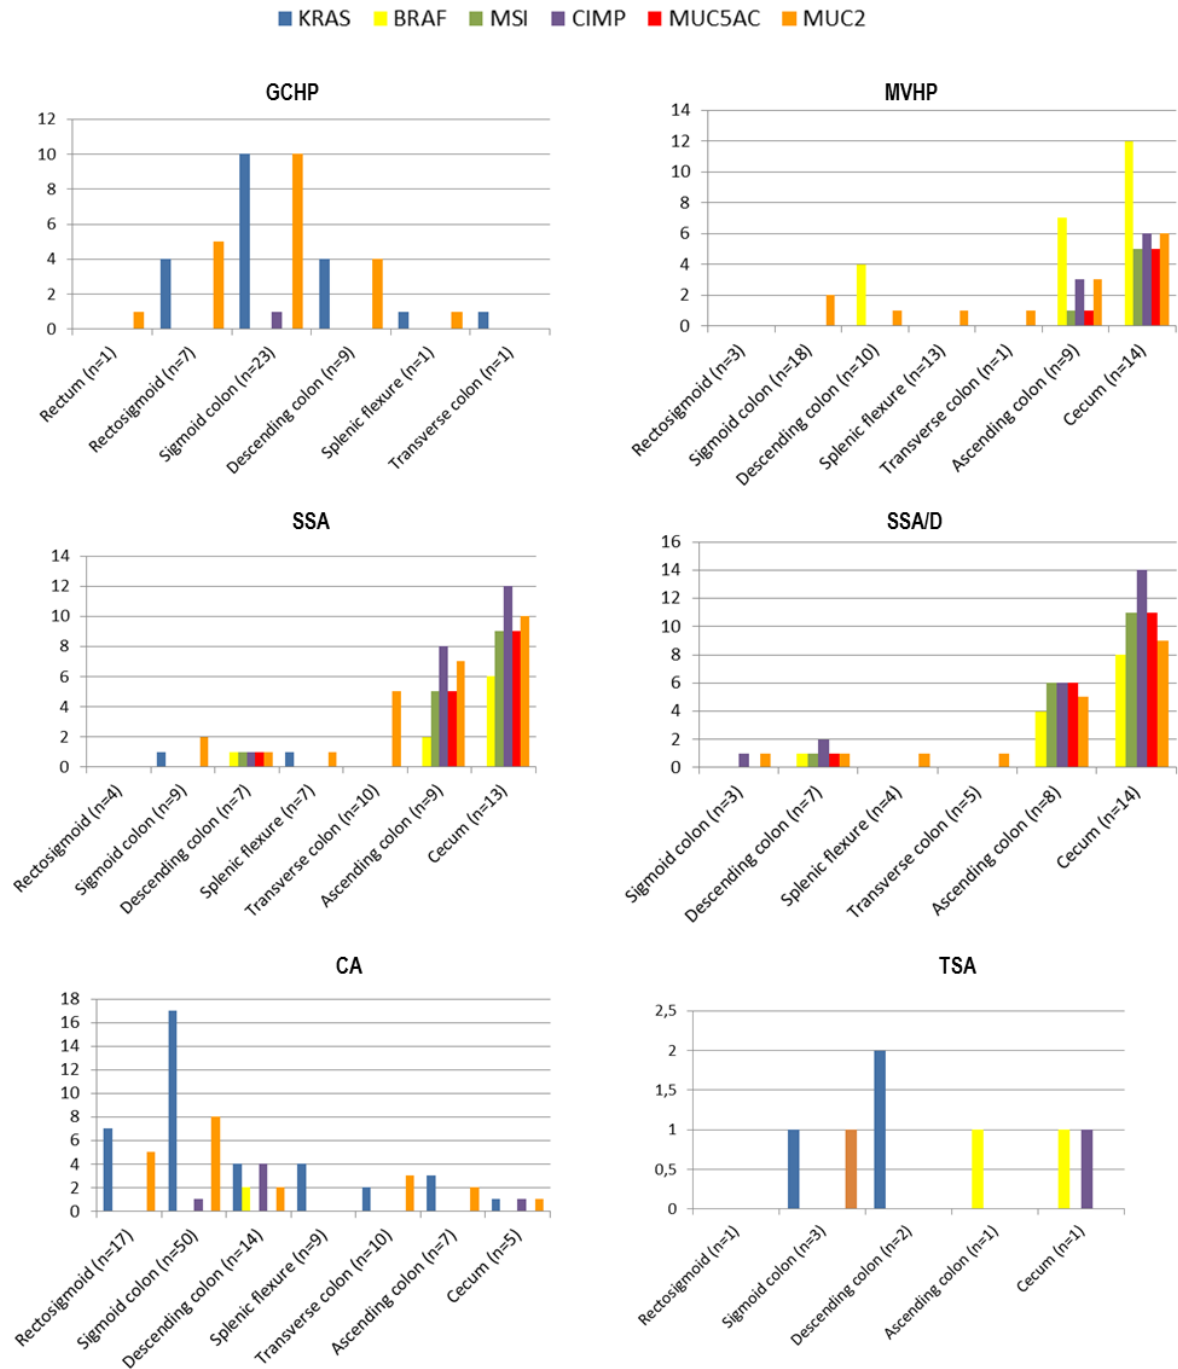 KRAS BRAF MSI CIMP MUC5AC MUC2
GCHP
12
10
8
6
4
2
0
Rectum (n=1)
Rectosigmoid (n=7)
Sigmoid colon (n=23)
Descending colon (n=9)
Splenic flexure (n=1)
Transverse colon (n=1)
MVHP
14
12
10
8
6
4
2
0
Rectosigmoid (n=3)
Sigmoid colon (n=18)
Descending colon (n=10)
Splenic flexure (n=13)
Transverse colon (n=1)
Ascending colon (n=9)
Cecum (n=14)
SSA
14
12
10
8
6
4
2
0
Rectosigmoid (n=4)
Sigmoid colon (n=9)
Descending colon (n=7)
Splenic flexure (n=7)
Transverse colon (n=10)
Ascending colon (n=9)
Cecum (n=13)
SSA/D
16
14
12
10
8
6
4
2
0
Sigmoid colon (n=3)
Descending colon (n=7)
Splenic flexure (n=4)
Transverse colon (n=5)
Ascending colon (n=8)
Cecum (n=14)
CA
18
16
14
12
10
8
6
4
2
0
Rectosigmoid (n=17)
Sigmoid colon (n=50)
Descending colon (n=14)
Splenic flexure (n=9)
Transverse colon (n=10)
Ascending colon (n=7)
Cecum (n=5)
TSA
2,5
2
1,5
1
0,5
0
Rectosigmoid (n=1)
Sigmoid colon (n=3)
Descending colon (n=2)
Ascending colon (n=1)
Cecum (n=1)